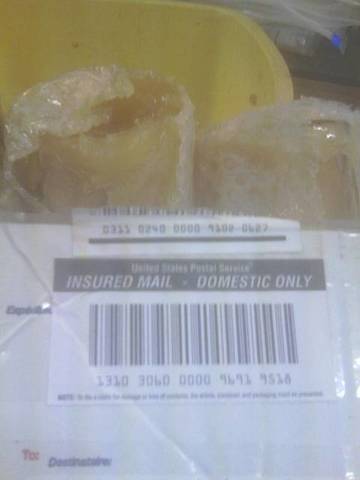 0311 0240 0000 9108 0627
United States Postal Service
INSURED MAIL - DOMESTIC ONLY
1310 3060 0000 9691 9518
To:
Destinataire: